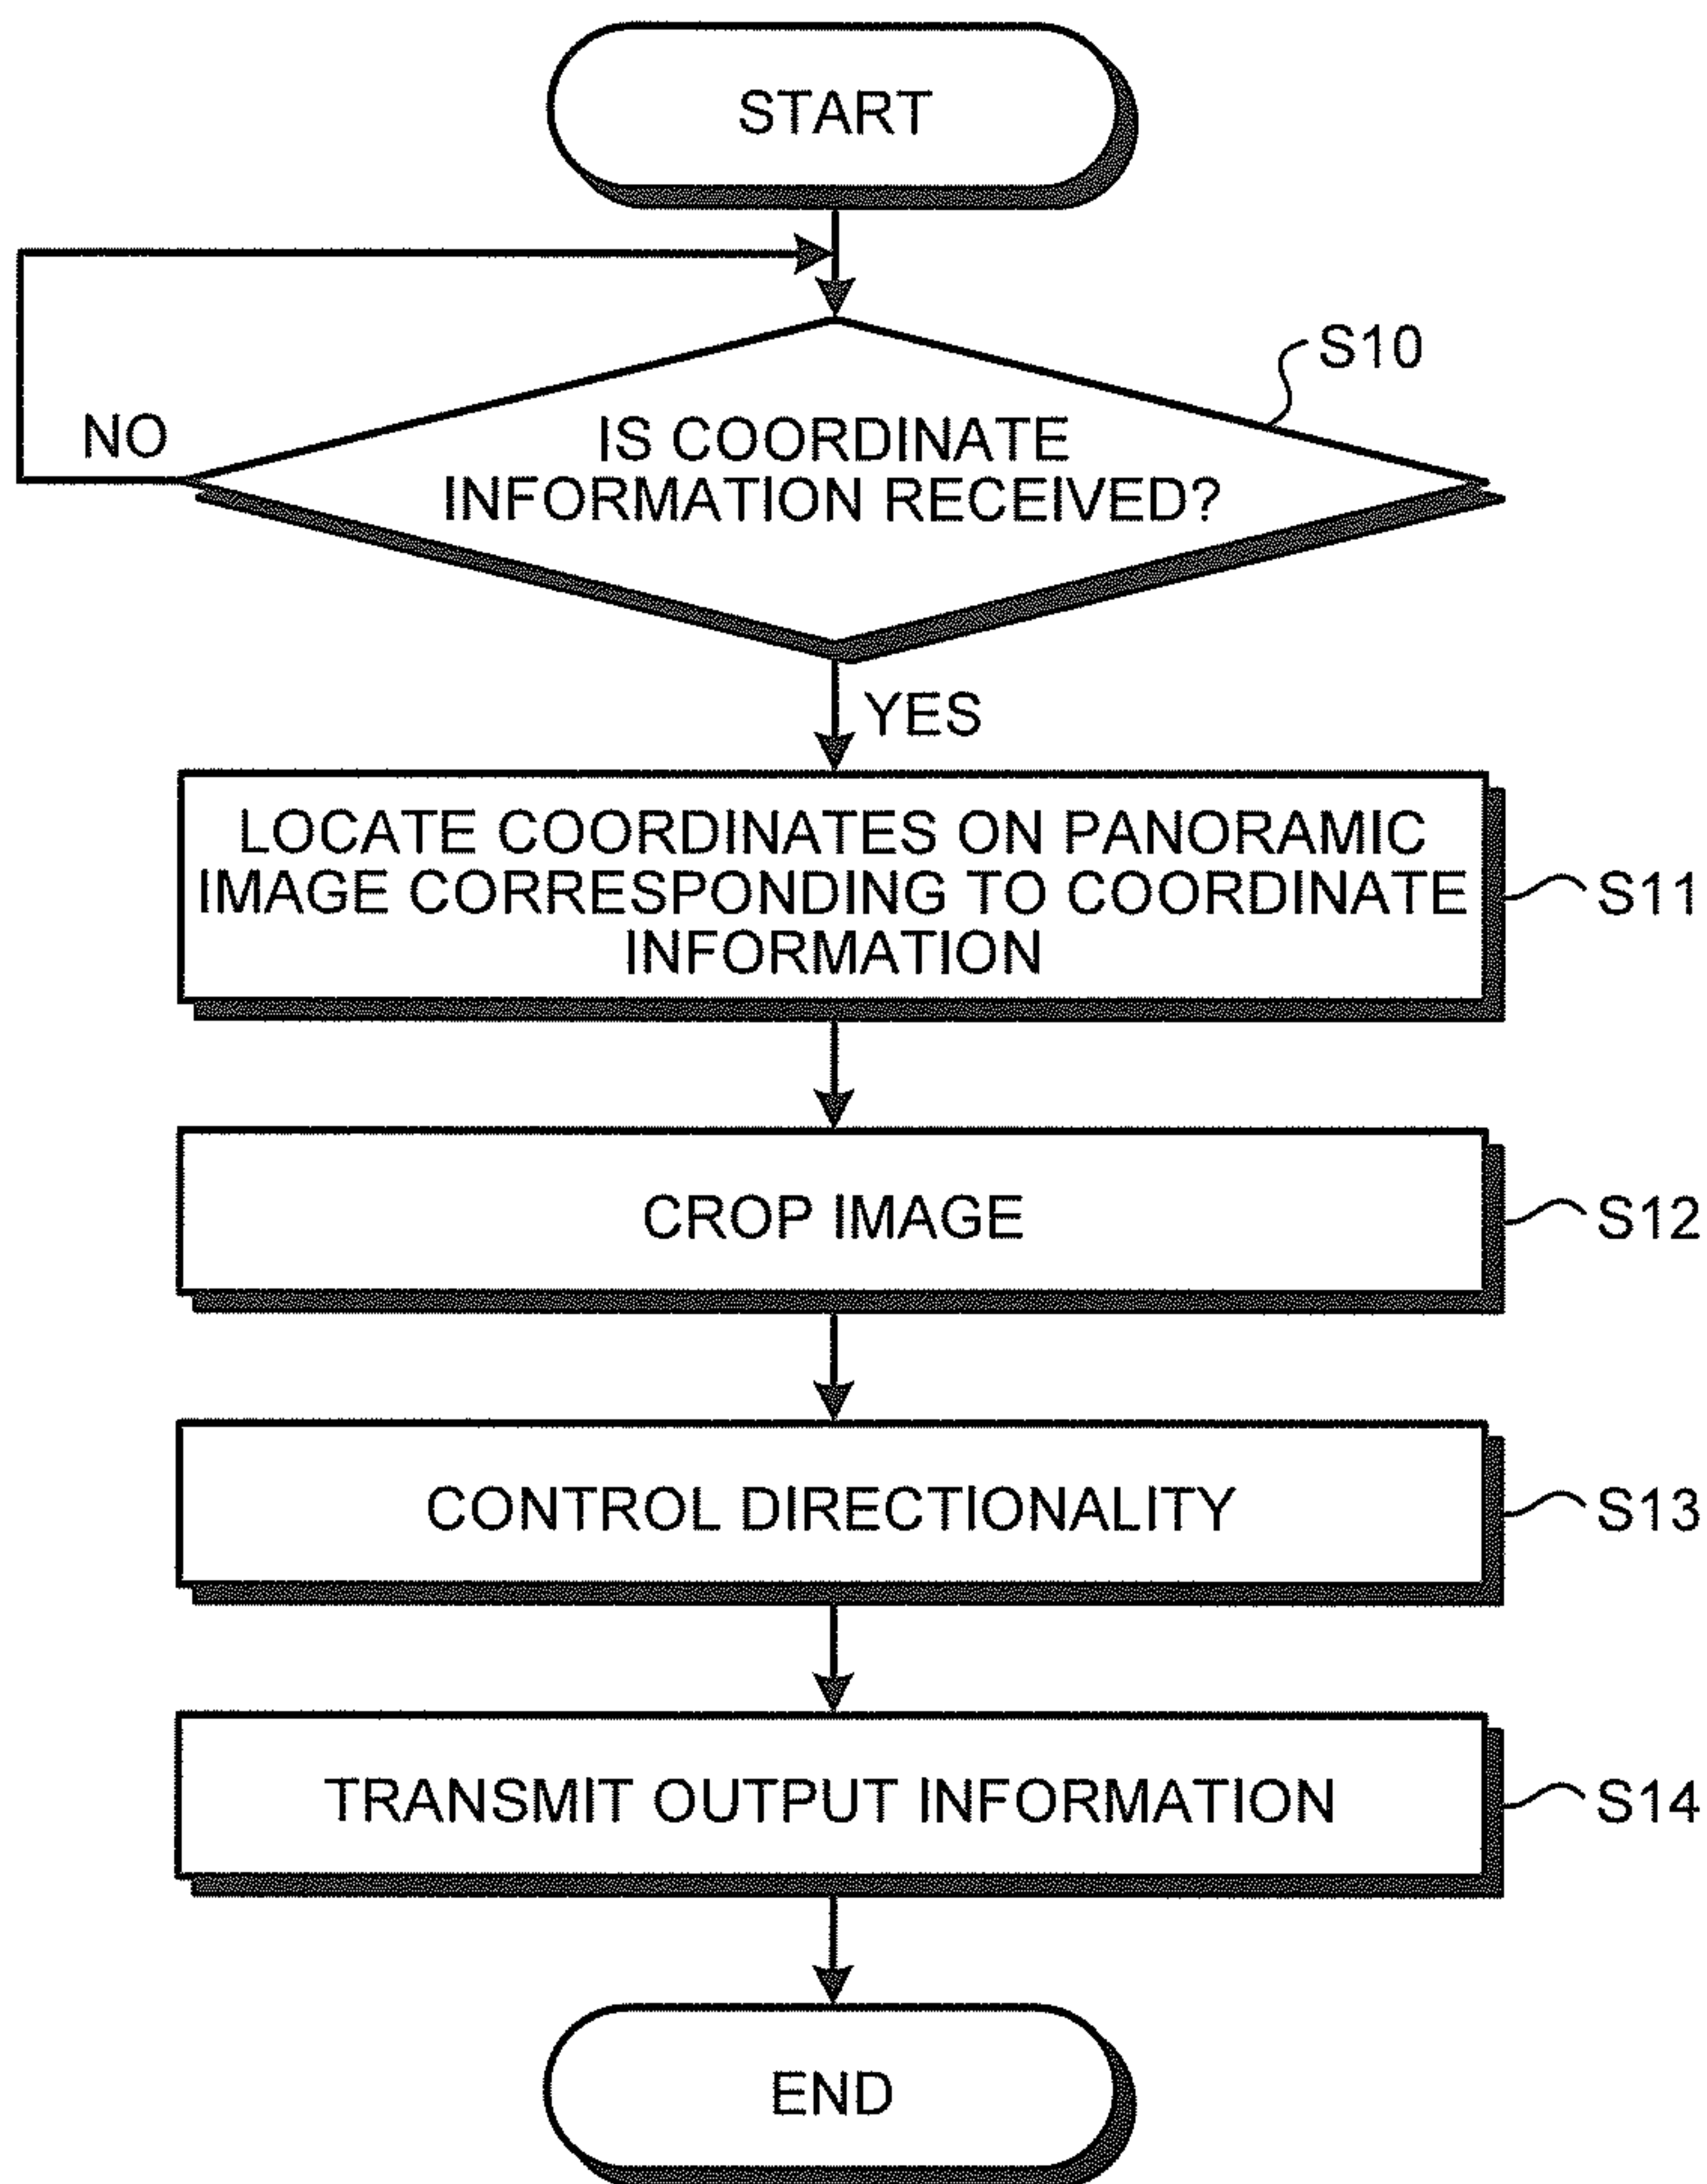 START
S10
NO
IS COORDINATE
INFORMATION RECEIVED?
YES
LOCATE COORDINATES ON PANORAMIC
IMAGE CORRESPONDING TO COORDINATE
INFORMATION
S11
CROP IMAGE
S12
CONTROL DIRECTIONALITY
S13
TRANSMIT OUTPUT INFORMATION
S14
END